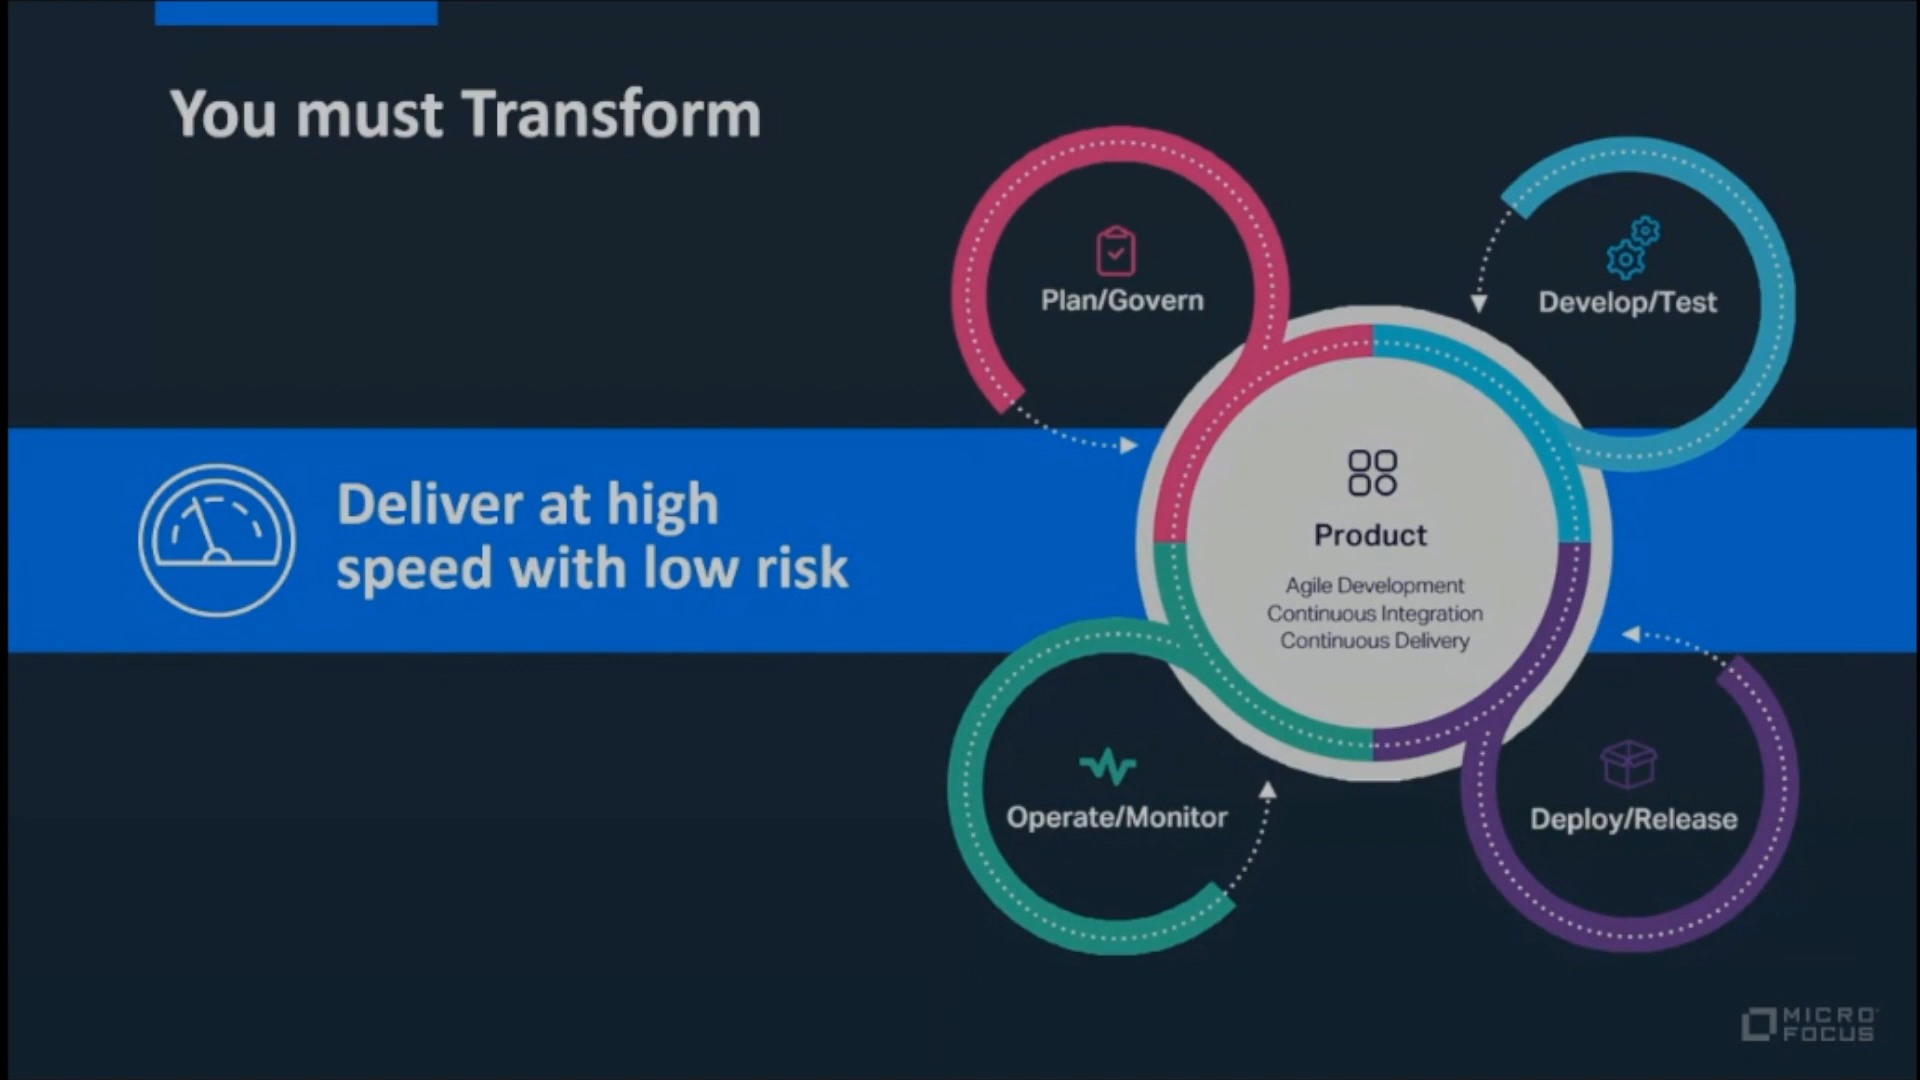 You must Transform
Deliver at high
speed with low risk
Plan/Govern
Develop/Test
Product
Agile Development
Continuous Integration
Continuous Delivery
Operate/Monitor
Deploy/Release
MICRO
FOCUS